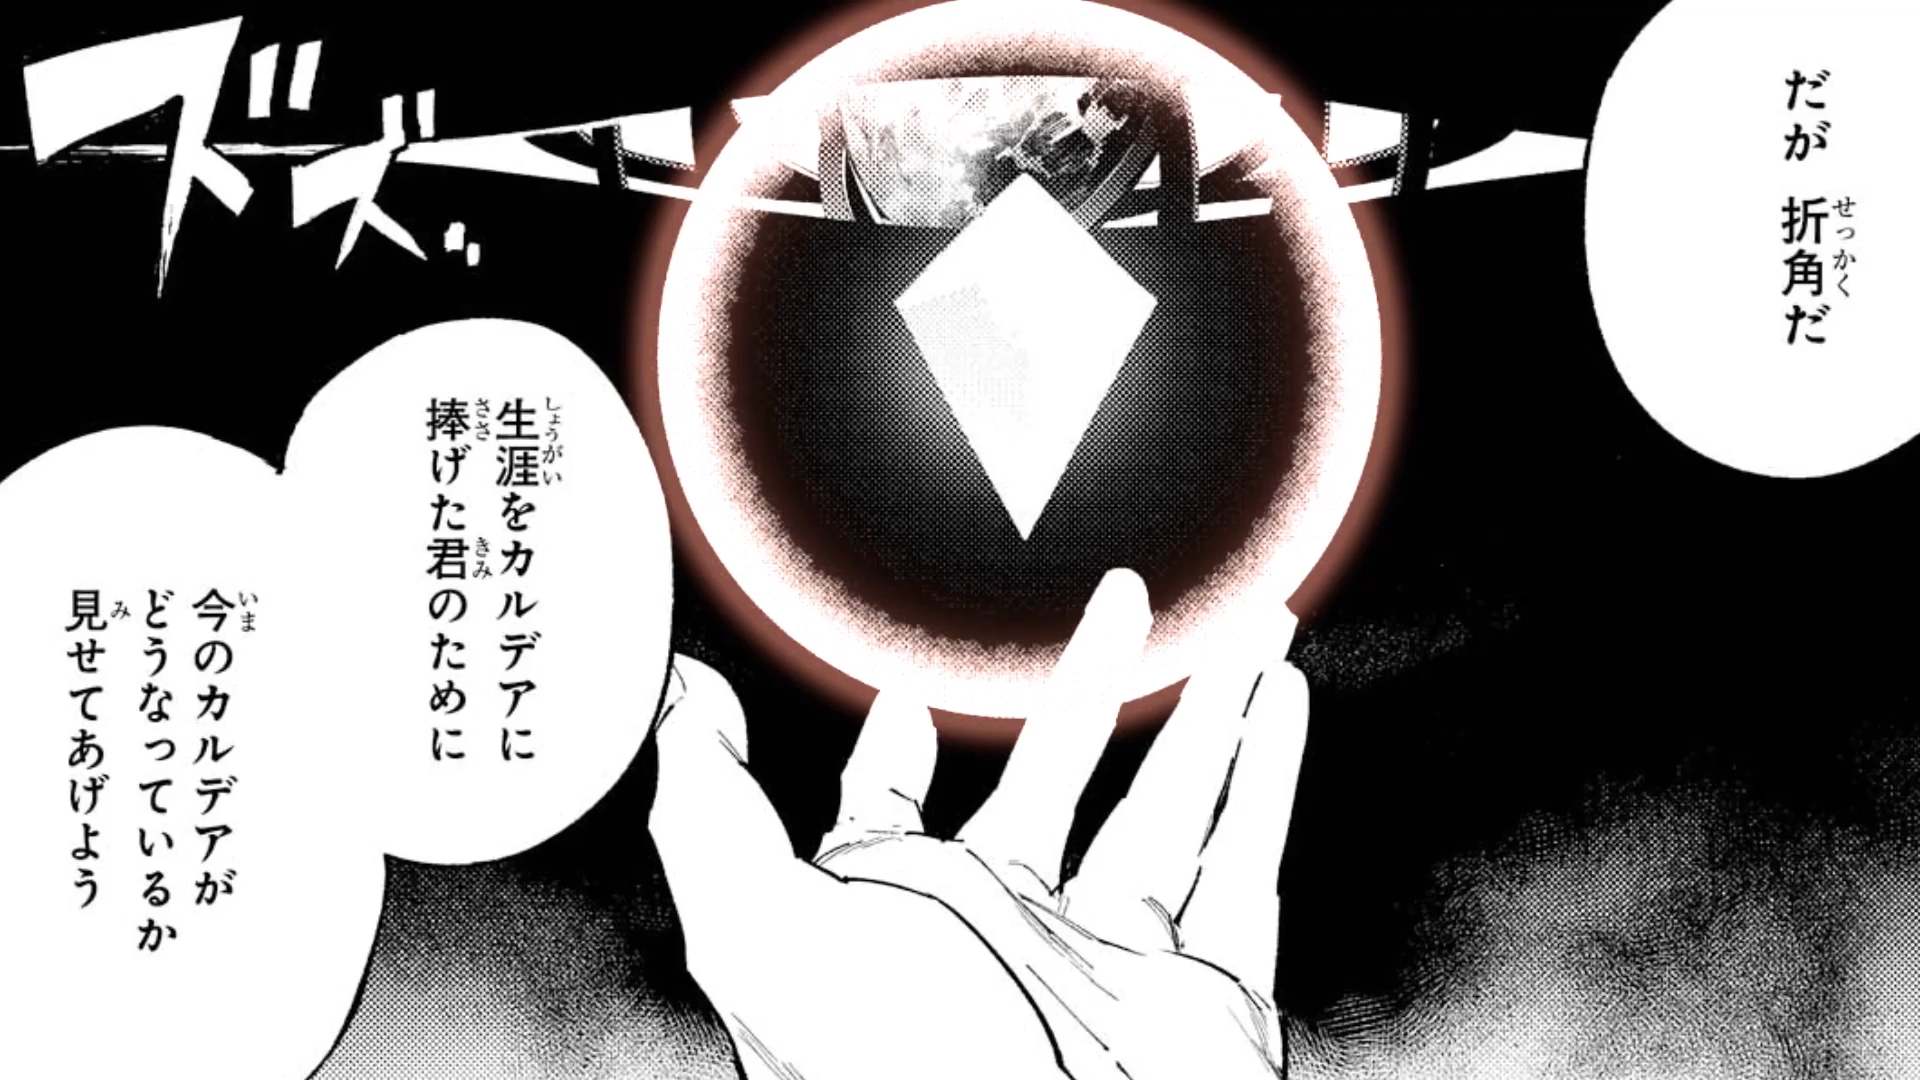 だが 折角だ
生涯をカルデアに
捧げた君のために
今のカルデアが
どうなっているか
見せてあげよう
ズズ